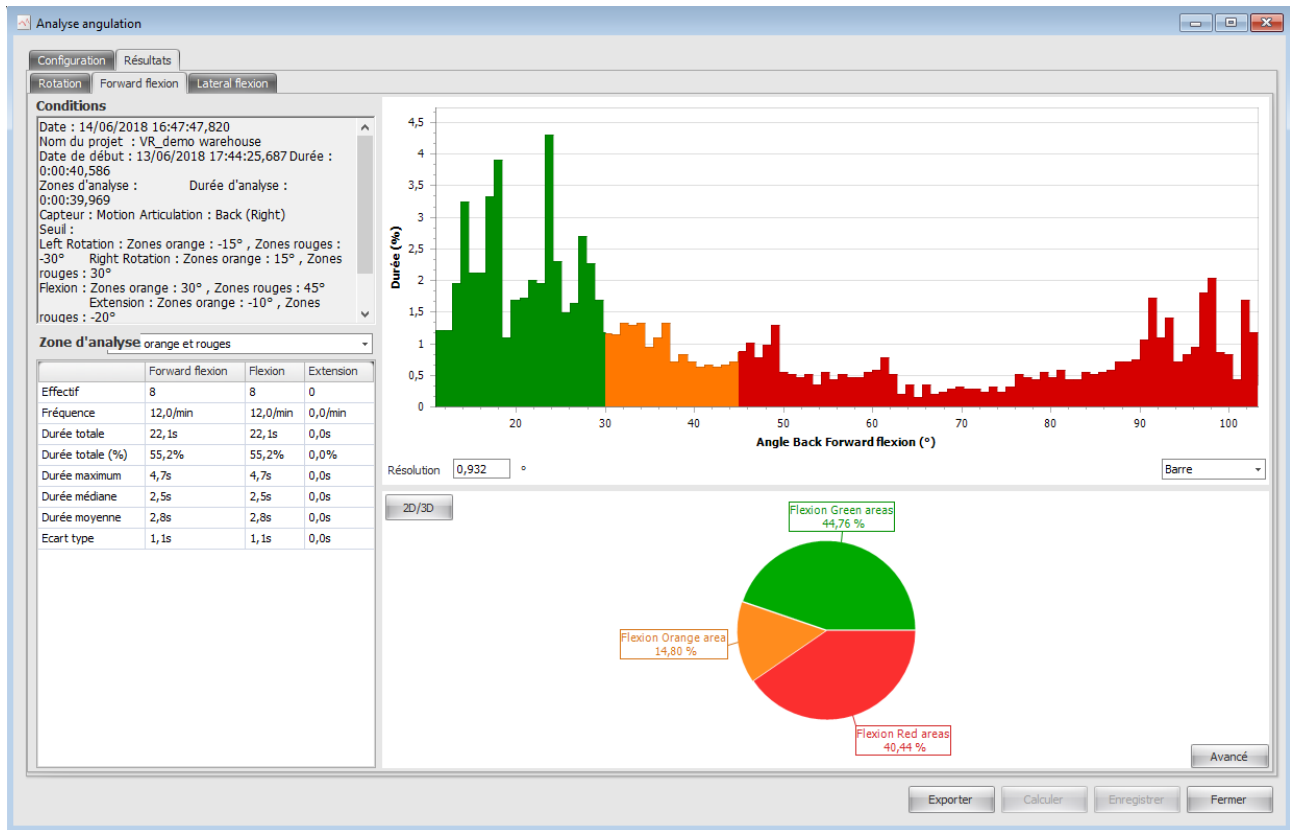 Analyse angulation
Configuration Résultats
Rotation Forward flexion Lateral flexion
Conditions
Date : 14/06/2018 16:47:47,820
Nom du projet : VR_demo warehouse
Date de début : 13/06/2018 17:44:25,687 Durée :
0:00:40,586
Zones d'analyse : Durée d'analyse :
0:00:39,969
Capteur : Motion Articulation : Back (Right)
Seuil :
Left Rotation : Zones orange : -15° , Zones rouges :
-30° Right Rotation : Zones orange : 15° , Zones
rouges : 30°
Flexion : Zones orange : 30° , Zones rouges : 45°
Extension : Zones orange : -10° , Zones
rouges : -20°
Zone d'analyse orange et rouges
Forward flexion Flexion Extension
Effectif 8 8 0
Fréquence 12,0/min 12,0/min 0,0/min
Durée totale 22,1s 22,1s 0,0s
Durée totale (%) 55,2% 55,2% 0,0%
Durée maximum 4,7s 4,7s 0,0s
Durée médiane 2,5s 2,5s 0,0s
Durée moyenne 2,8s 2,8s 0,0s
Ecart type 1,1s 1,1s 0,0s
Durée (%)
4,5
4
3,5
3
2,5
2
1,5
1
0,5
0
20 30 40 50 60 70 80 90 100
Angle Back Forward flexion (°)
Résolution 0,932 °
Barre
2D/3D
Flexion Green areas
44,76 %
Flexion Orange area
14,80 %
Flexion Red areas
40,44 %
Avancé
Exporter Calculer Enregistrer Fermer